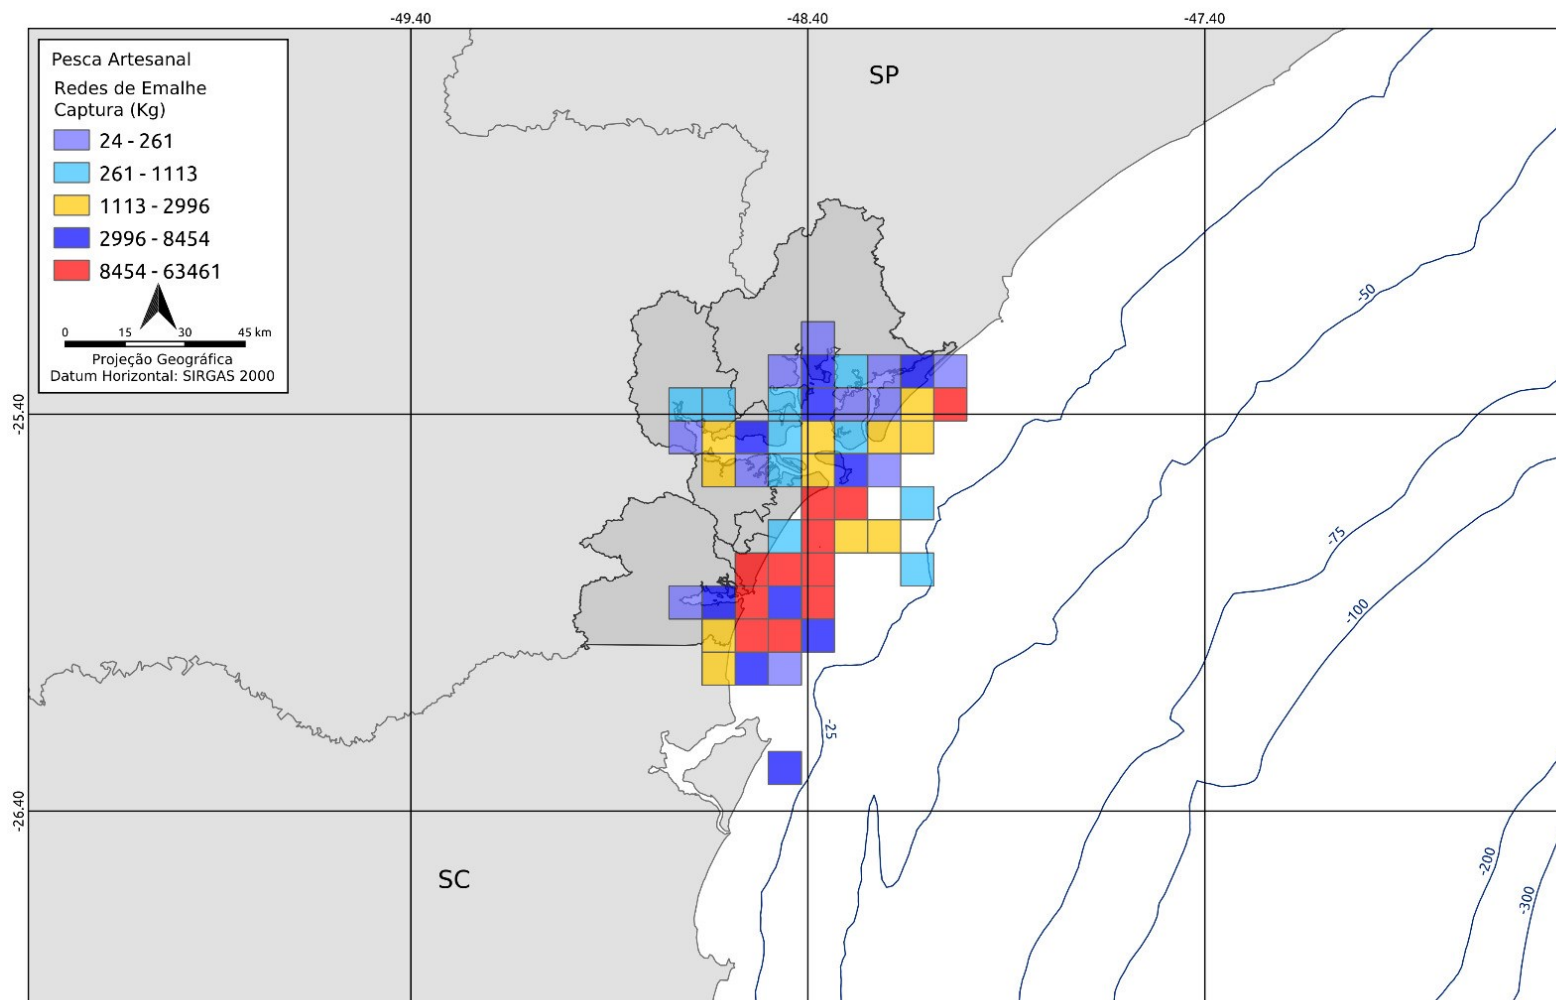 -49.40
-48.40
-47.40
Pesca Artesanal
Redes de Emalhe
Captura (Kg)
24 - 261
261 - 1113
1113 - 2996
2996 - 8454
8454 - 63461
0 15 30 45 km
Projeção Geográfica
Datum Horizontal: SIRGAS 2000
SP
-50
-25.40
-75
-100
-25
-26.40
SC
-200
-300